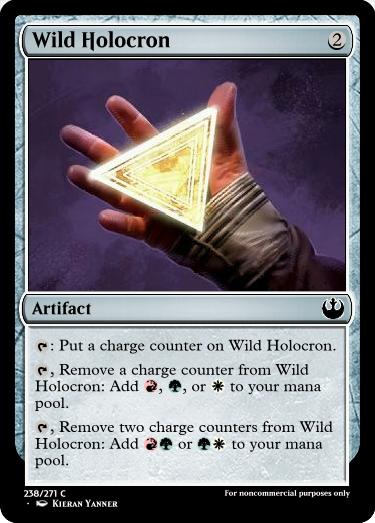 Wild Holocron 2
Artifact
: Put a charge counter on Wild Holocron.
, Remove a charge counter from Wild
Holocron: Add , , or to your mana
pool.
, Remove two charge counters from Wild
Holocron: Add or to your mana
pool.
238/271 C For noncommercial purposes only
· Kieran Yanner